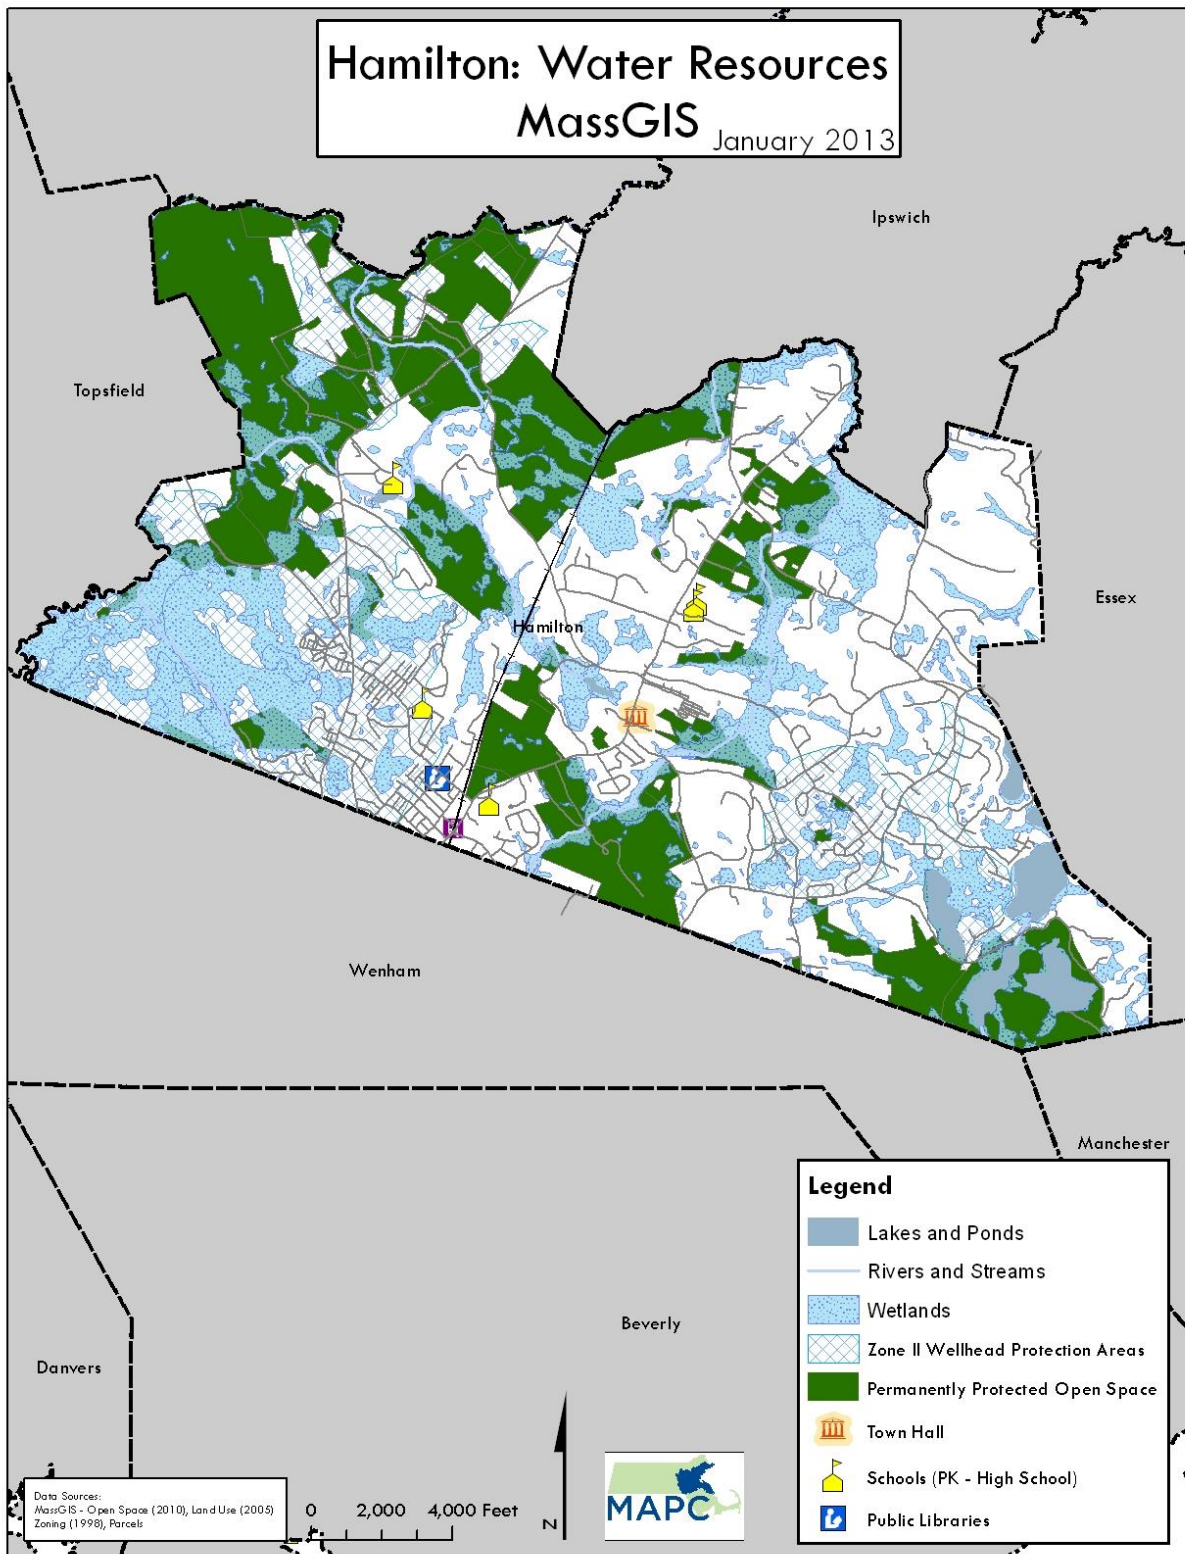 Hamilton: Water Resources
MassGIS January 2013
Ipswich
Topsfield
Essex
Hamilton
Wenham
Manchester
Beverly
Danvers
Legend
Lakes and Ponds
Rivers and Streams
Wetlands
Zone II Wellhead Protection Areas
Permanently Protected Open Space
Town Hall
Schools (PK - High School)
Public Libraries
Data Sources:
MassGIS - Open Space (2010), Land Use (2005)
Zoning (1998), Parcels
0 2,000 4,000 Feet
N
MAPC